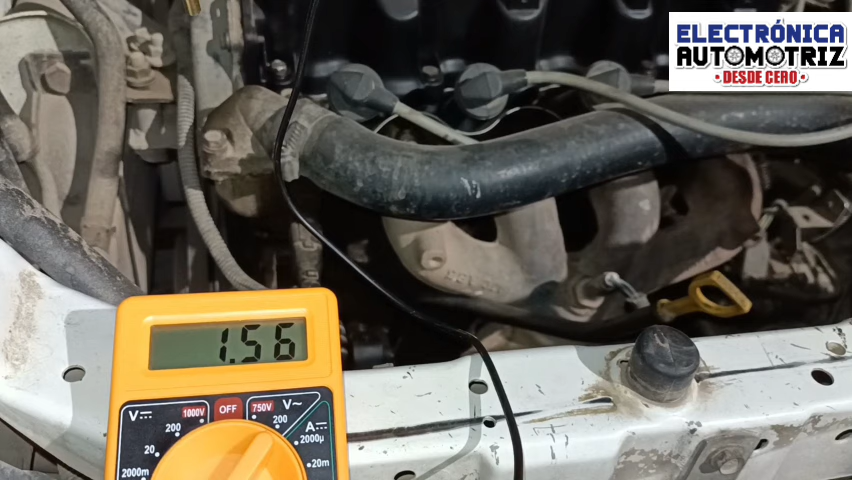 ELECTRÓNICA
AUTOMOTRIZ
• DESDE CERO •
1.56
V⎓
1000V
OFF
750V
V~
200
200
A⎓
20
2000µ
2000m
20m